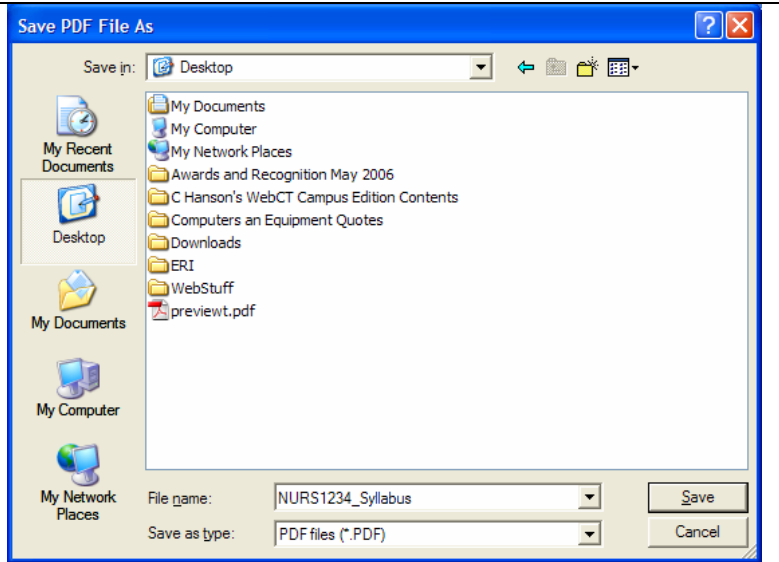 Save PDF File As
Save in: Desktop
My Recent
Documents
Desktop
My Documents
My Computer
My Network
Places
My Documents
My Computer
My Network Places
Awards and Recognition May 2006
C Hanson's WebCT Campus Edition Contents
Computers an Equipment Quotes
Downloads
ERI
WebStuff
previewt.pdf
File name: NURS1234_Syllabus Save
Save as type: PDF files (*.PDF) Cancel